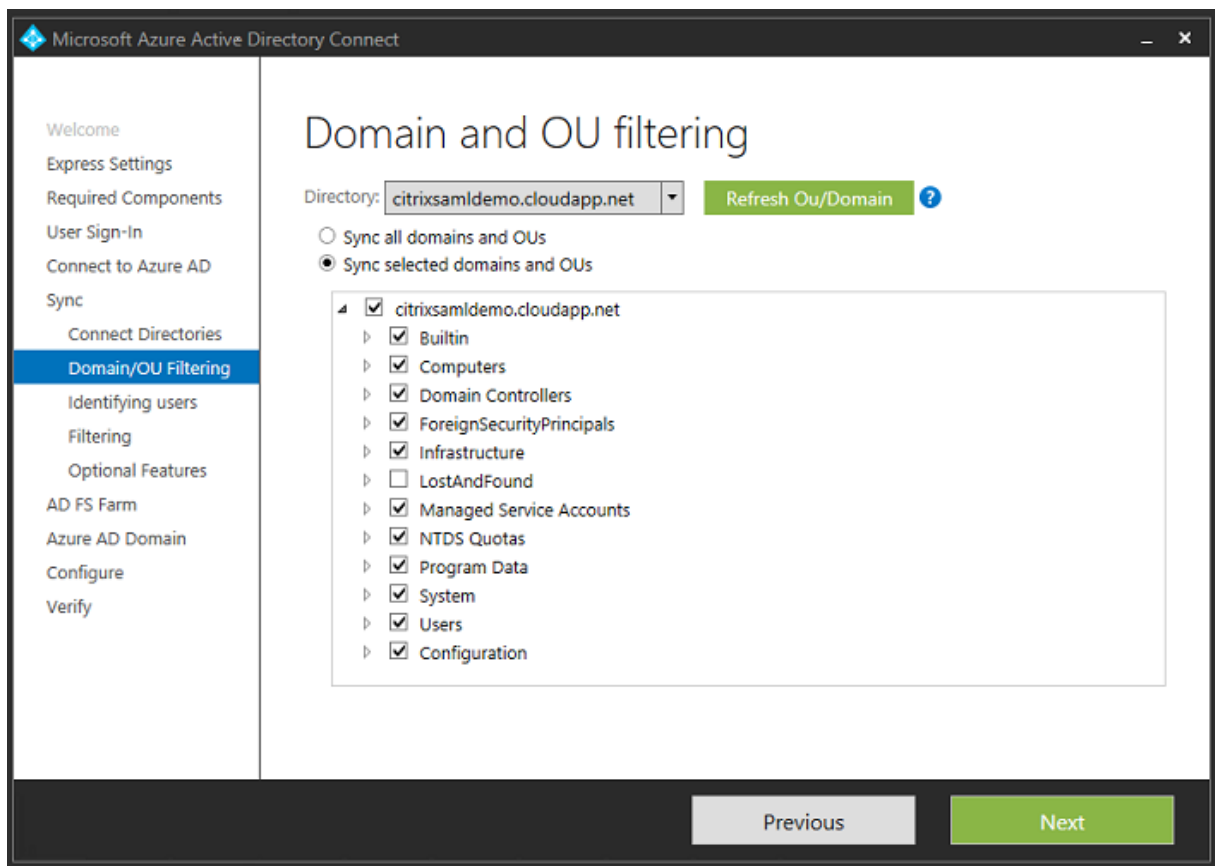 Microsoft Azure Active Directory Connect
Welcome
Express Settings
Required Components
User Sign-In
Connect to Azure AD
Sync
Connect Directories
Domain/OU Filtering
Identifying users
Filtering
Optional Features
AD FS Farm
Azure AD Domain
Configure
Verify
Domain and OU filtering
Directory: citrixsamldemo.cloudapp.net Refresh Ou/Domain ?
Sync all domains and OUs
Sync selected domains and OUs
citrixsamldemo.cloudapp.net
Builtin
Computers
Domain Controllers
ForeignSecurityPrincipals
Infrastructure
LostAndFound
Managed Service Accounts
NTDS Quotas
Program Data
System
Users
Configuration
Previous Next